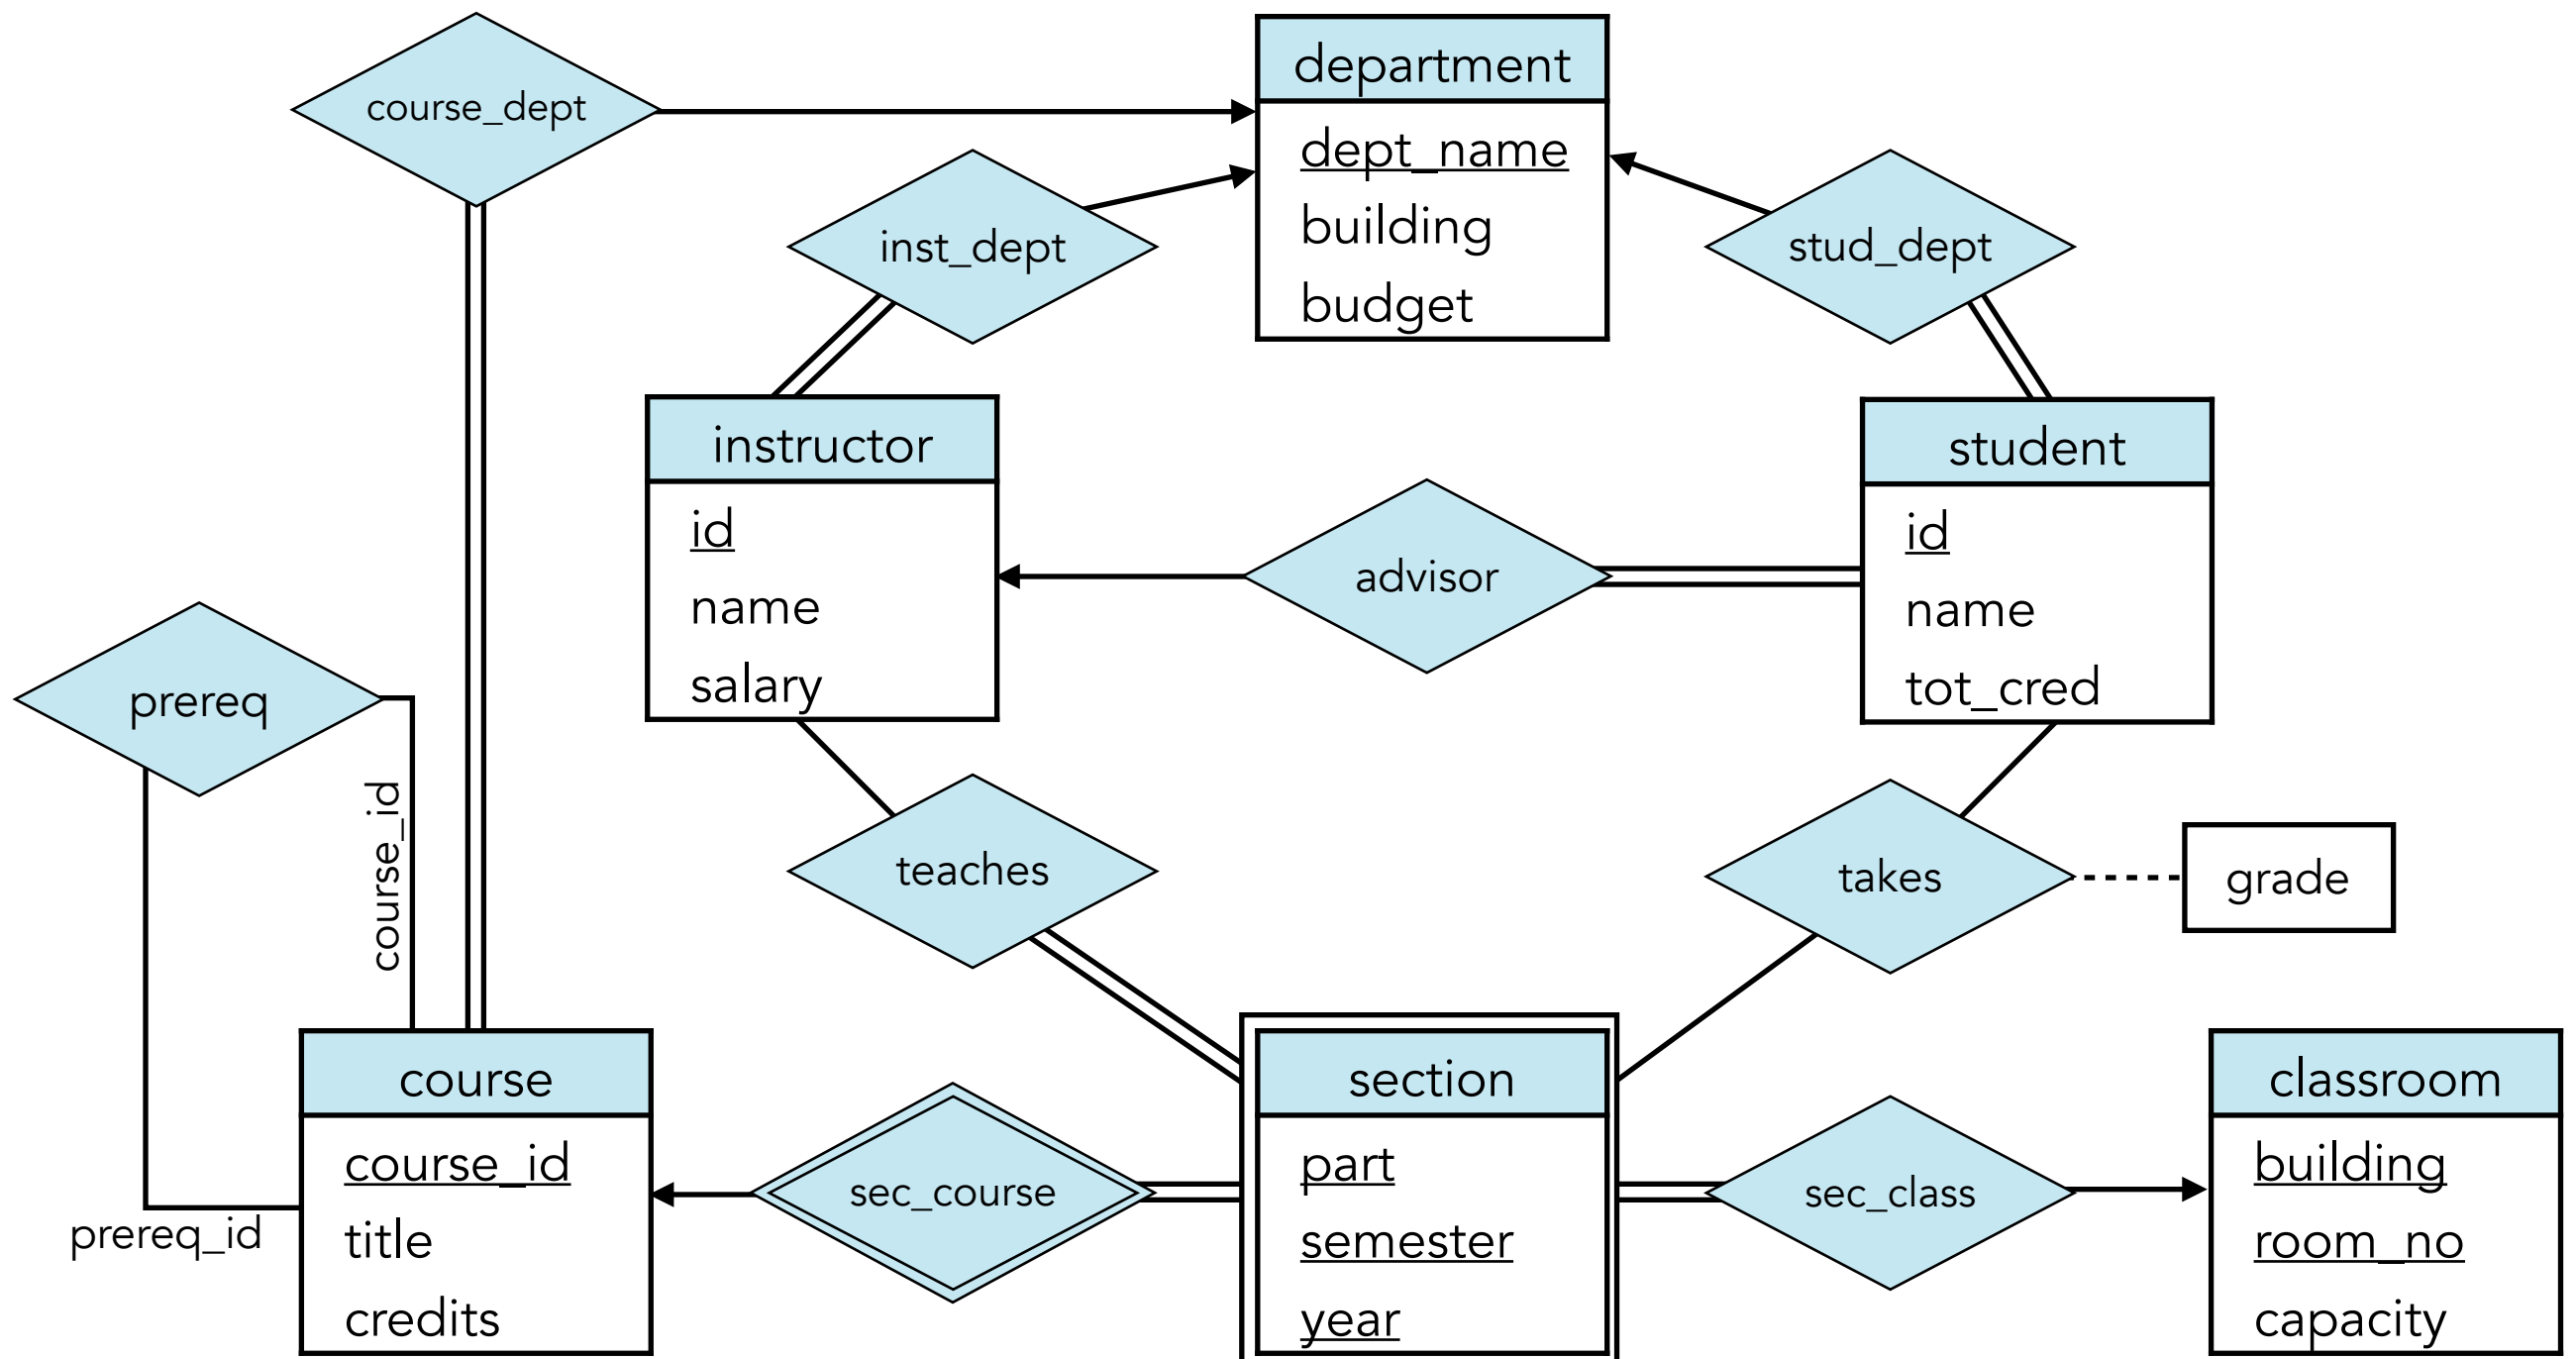 course_dept
department
dept_name
building
budget
inst_dept
stud_dept
instructor
id
name
salary
advisor
student
id
name
tot_cred
prereq
course_id
prereq_id
teaches
takes
grade
course
course_id
title
credits
sec_course
section
part
semester
year
sec_class
classroom
building
room_no
capacity